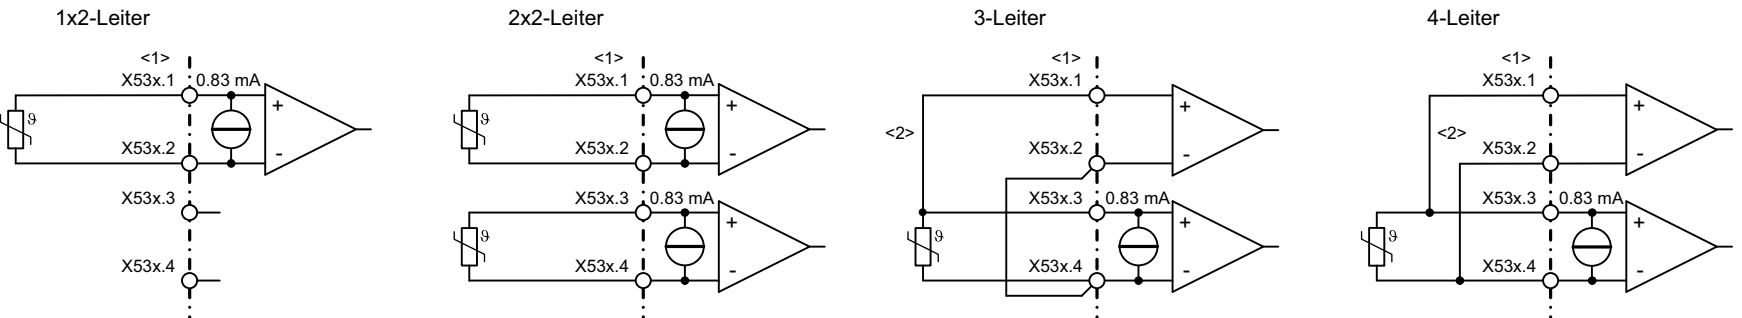 1x2-Leiter
<1>
X53x.1 0.83 mA
+
ϑ
X53x.2
-
X53x.3
X53x.4
2x2-Leiter
<1>
X53x.1 0.83 mA
+
ϑ
X53x.2
-
X53x.3 0.83 mA
+
ϑ
X53x.4
-
3-Leiter
<1>
X53x.1
+
<2>
X53x.2
-
X53x.3 0.83 mA
+
ϑ
X53x.4
-
4-Leiter
<1>
X53x.1
+
<2>
X53x.2
-
X53x.3 0.83 mA
+
ϑ
X53x.4
-